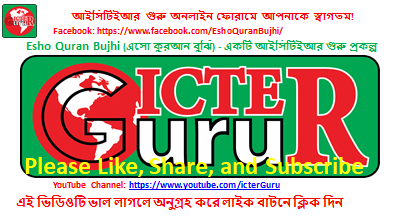 আইসিটিইআর গুরু অনলাইন ফোরামে আপনাকে স্বাগতম!
Facebook: https://www.facebook.com/EshoQuranBujhi/
Esho Quran Bujhi (এসো কুরআন বুঝি) - একটি আইসিটিইআর গুরু প্রকল্প
ICTER
GuruR
Please Like, Share, and Subscribe
YouTube Channel: https://www.youtube.com/icterGuru
এই ভিডিওটি ভাল লাগলে অনুগ্রহ করে লাইক বাটনে ক্লিক দিন